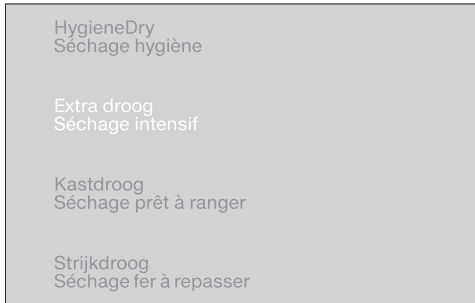 HygieneDry
Séchage hygiène
Extra droog
Séchage intensif
Kastdroog
Séchage prêt à ranger
Strijkdroog
Séchage fer à repasser